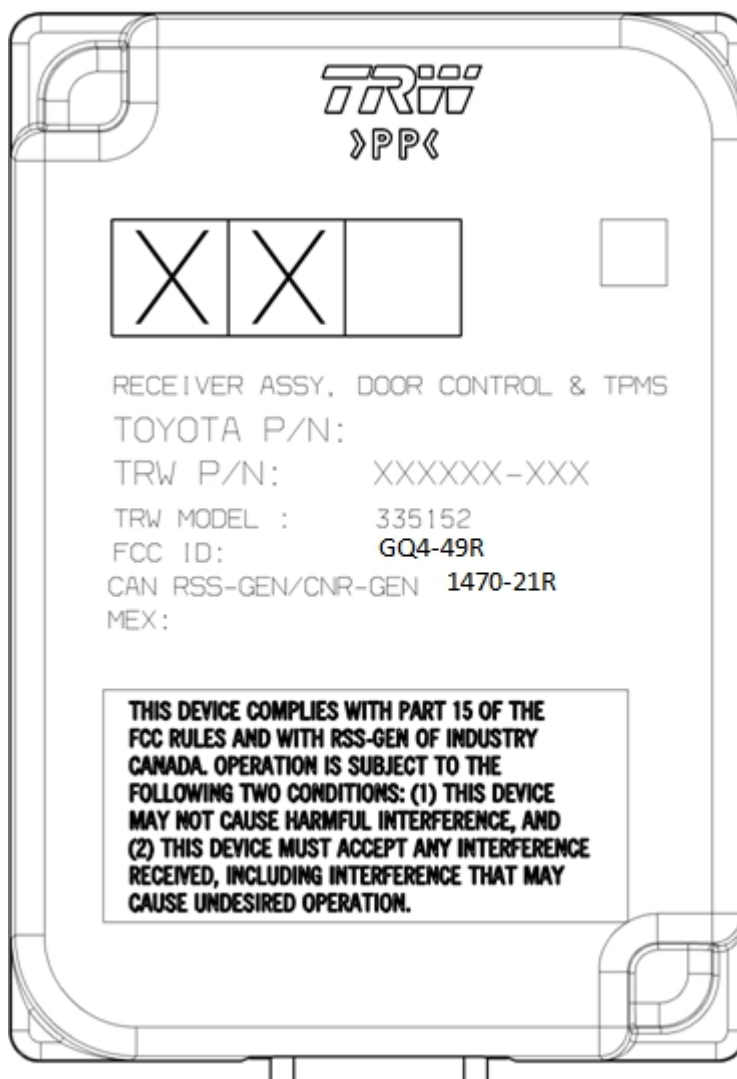 TRW
>PP<
XX
RECEIVER ASSY, DOOR CONTROL & TPMS
TOYOTA P/N:
TRW P/N: XXXXXX-XXX
TRW MODEL : 335152
FCC ID: GQ4-49R
CAN RSS-GEN/CNR-GEN 1470-21R
MEX:
THIS DEVICE COMPLIES WITH PART 15 OF THE
FCC RULES AND WITH RSS-GEN OF INDUSTRY
CANADA. OPERATION IS SUBJECT TO THE
FOLLOWING TWO CONDITIONS: (1) THIS DEVICE
MAY NOT CAUSE HARMFUL INTERFERENCE, AND
(2) THIS DEVICE MUST ACCEPT ANY INTERFERENCE
RECEIVED, INCLUDING INTERFERENCE THAT MAY
CAUSE UNDESIRED OPERATION.